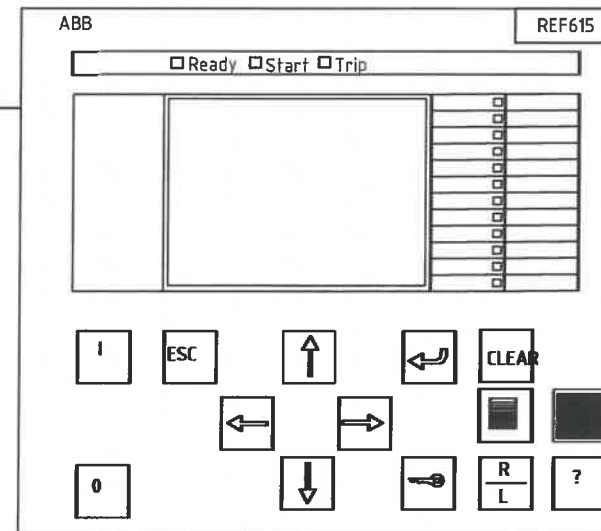 ABB REF615
Ready Start Trip
I ESC CLEAR
0 R ?
L